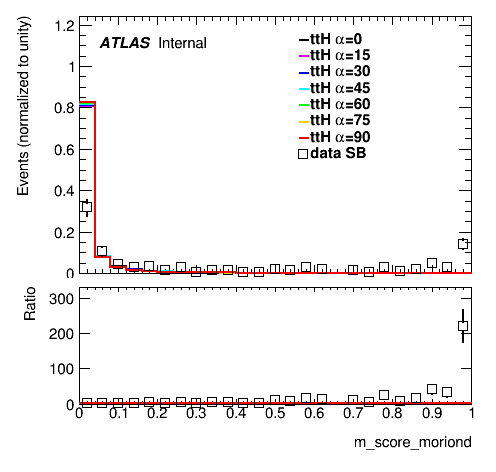 ATLAS Internal
Events (normalized to unity)
1.2
1
0.8
0.6
0.4
0.2
0
ttH α=0
ttH α=15
ttH α=30
ttH α=45
ttH α=60
ttH α=75
ttH α=90
data SB
Ratio
300
200
100
0
0 0.1 0.2 0.3 0.4 0.5 0.6 0.7 0.8 0.9 1
m_score_moriond